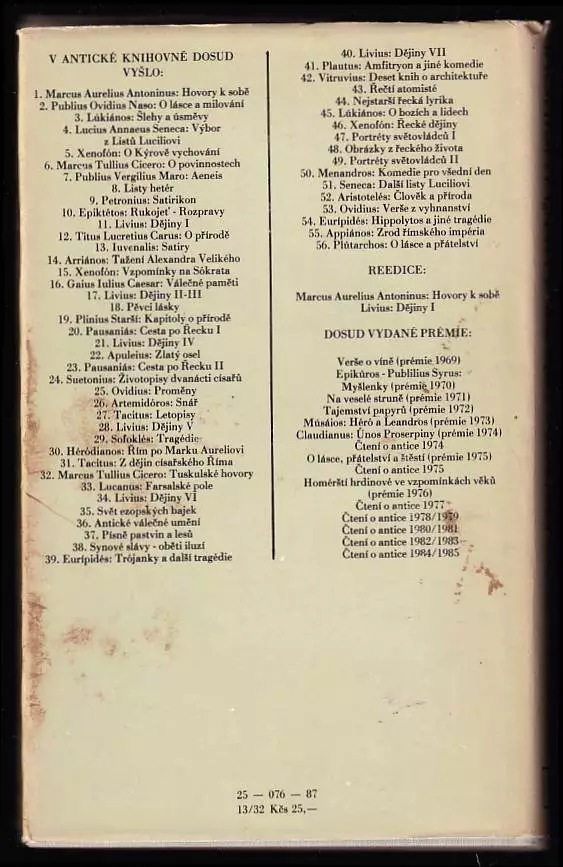 V ANTICKÉ KNIHOVNĚ DOSUD
VYŠLO:
1. Marcus Aurelius Antoninus: Hovory k sobě
2. Publius Ovidius Naso: O lásce a milování
3. Lúkiános: Šlehy a úsměvy
4. Lucius Annaeus Seneca: Výbor
z Listů Luciliovi
5. Xenofón: O Kýrově vychování
6. Marcus Tullius Cicero: O povinnostech
7. Publius Vergilius Maro: Aeneis
8. Listy hetér
9. Petronius: Satirikon
10. Epiktétos: Rukojeť - Rozpravy
11. Livius: Dějiny I
12. Titus Lucretius Carus: O přírodě
13. Iuvenalis: Satiry
14. Arriános: Tažení Alexandra Velikého
15. Xenofón: Vzpomínky na Sókrata
16. Gaius Iulius Caesar: Válečné paměti
17. Livius: Dějiny II-III
18. Pěvci lásky
19. Plinius Starší: Kapitoly o přírodě
20. Pausaniás: Cesta po Řecku I
21. Livius: Dějiny IV
22. Apuleius: Zlatý osel
23. Pausaniás: Cesta po Řecku II
24. Suetonius: Životopisy dvanácti císařů
25. Ovidius: Proměny
26. Artemidóros: Snář
27. Tacitus: Letopisy
28. Livius: Dějiny V
29. Sofoklés: Tragédie
30. Héródianos: Řím po Marku Aureliovi
31. Tacitus: Z dějin císařského Říma
32. Marcus Tullius Cicero: Tuskulské hovory
33. Lucanus: Farsalské pole
34. Livius: Dějiny VI
35. Svět ezopských bajek
36. Antické válečné umění
37. Písně pastvin a lesů
38. Synové slávy - oběti iluzí
39. Eurípidés: Trójanky a další tragédie
40. Livius: Dějiny VII
41. Plautus: Amfitryon a jiné komedie
42. Vitruvius: Deset knih o architektuře
43. Řečtí atomisté
44. Nejstarší řecká lyrika
45. Lúkiános: O bozích a lidech
46. Xenofón: Řecké dějiny
47. Portréty světovládců I
48. Obrázky z řeckého života
49. Portréty světovládců II
50. Menandros: Komedie pro všední den
51. Seneca: Další listy Luciliovi
52. Aristotelés: Člověk a příroda
53. Ovidius: Verše z vyhnanství
54. Eurípidés: Hippolytos a jiné tragédie
55. Appiános: Zrod římského impéria
56. Plútarchos: O lásce a přátelství
REEDICE:
Marcus Aurelius Antoninus: Hovory k sobě
Livius: Dějiny I
DOSUD VYDANÉ PRÉMIE:
Verše o víně (prémie 1969)
Epikúros - Publilius Syrus:
Myšlenky (prémie 1970)
Na veselé struně (prémie 1971)
Tajemství papyrů (prémie 1972)
Músáios: Héró a Leandros (prémie 1973)
Claudianus: Únos Proserpiny (prémie 1974)
Čtení o antice 1974
O lásce, přátelství a štěstí (prémie 1975)
Čtení o antice 1975
Homérští hrdinové ve vzpomínkách věků
(prémie 1976)
Čtení o antice 1977
Čtení o antice 1978/1979
Čtení o antice 1980/1981
Čtení o antice 1982/1983
Čtení o antice 1984/1985
25 — 076 — 87
13/32 Kčs 25,—